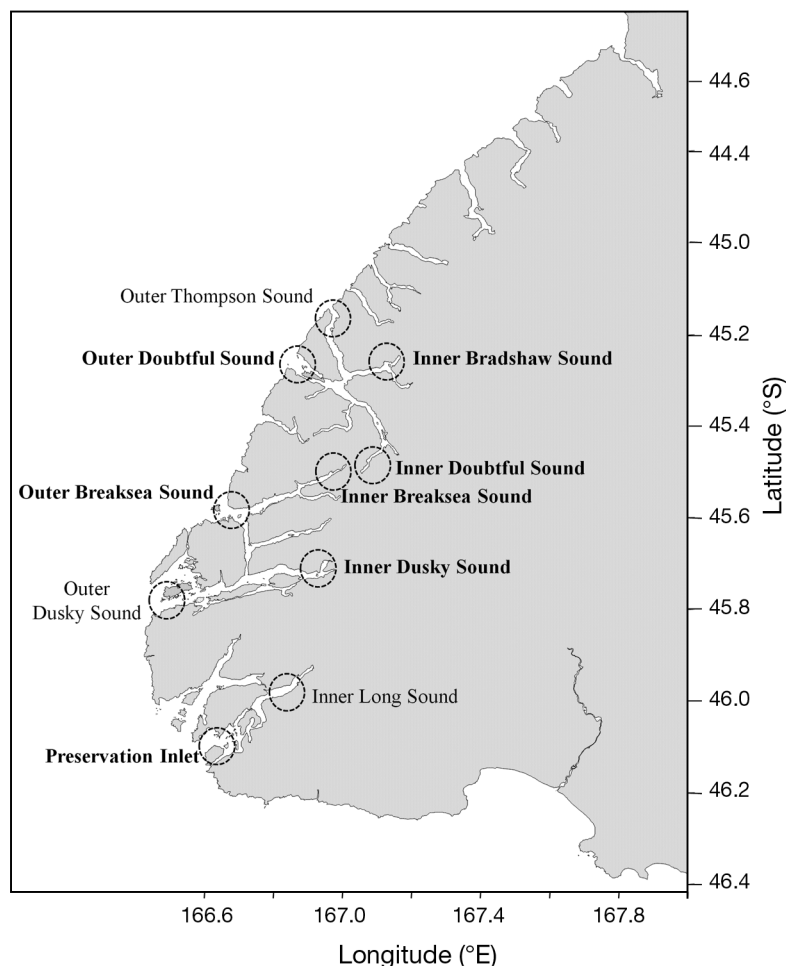 44.6
44.4
45.0
Outer Thompson Sound
45.2
Outer Doubtful Sound
Inner Bradshaw Sound
45.4
Inner Doubtful Sound
Outer Breaksea Sound
Inner Breaksea Sound
45.6
Inner Dusky Sound
Outer
Dusky Sound
45.8
Inner Long Sound
46.0
Preservation Inlet
46.2
46.4
Latitude (°S)
166.6
167.0
167.4
167.8
Longitude (°E)